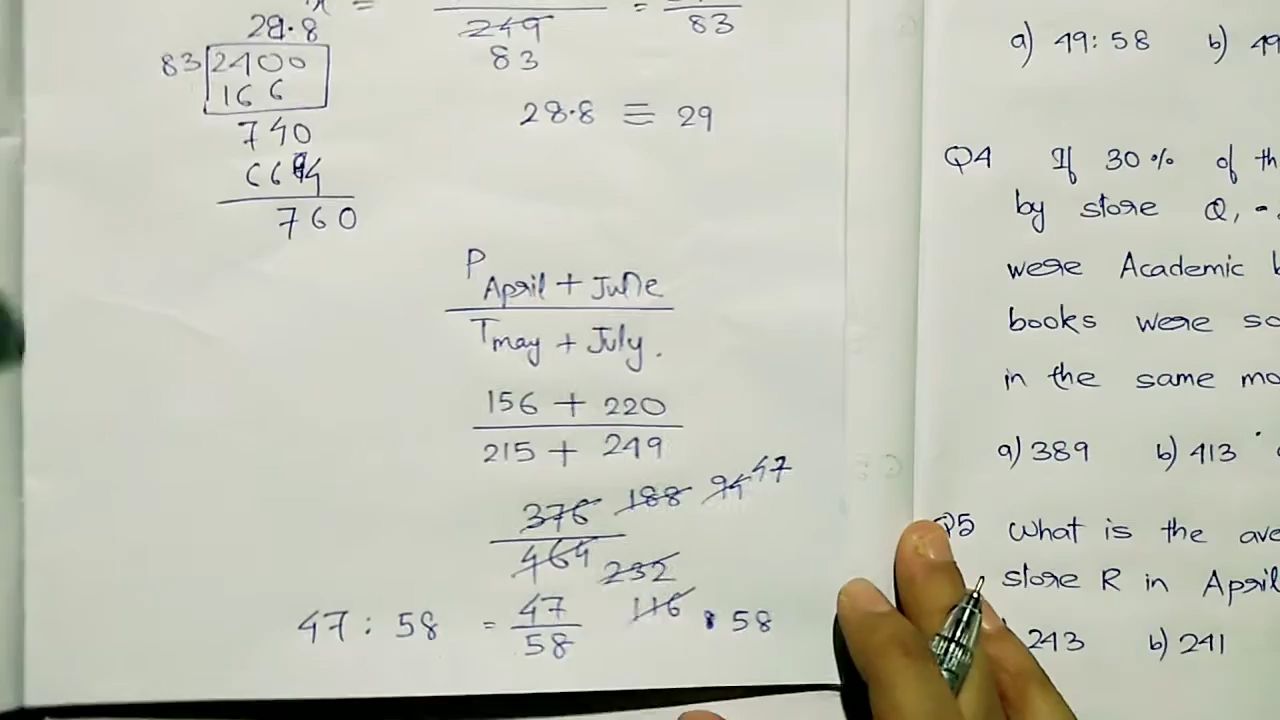 =
28.8
249
=
83
83 2400
83
166
28.8 ≡ 29
740
664
760
P April + June
T may + July.
156 + 220
215 + 249
376 188 94 47
464 232
47 : 58 = 47 116 58
58
a) 49:58 b) 49
Q4 If 30% of th
by store Q,
were Academic b
books were so
in the same mo
a) 389 b) 413
Q5 What is the ave
store R in April
243 b) 241